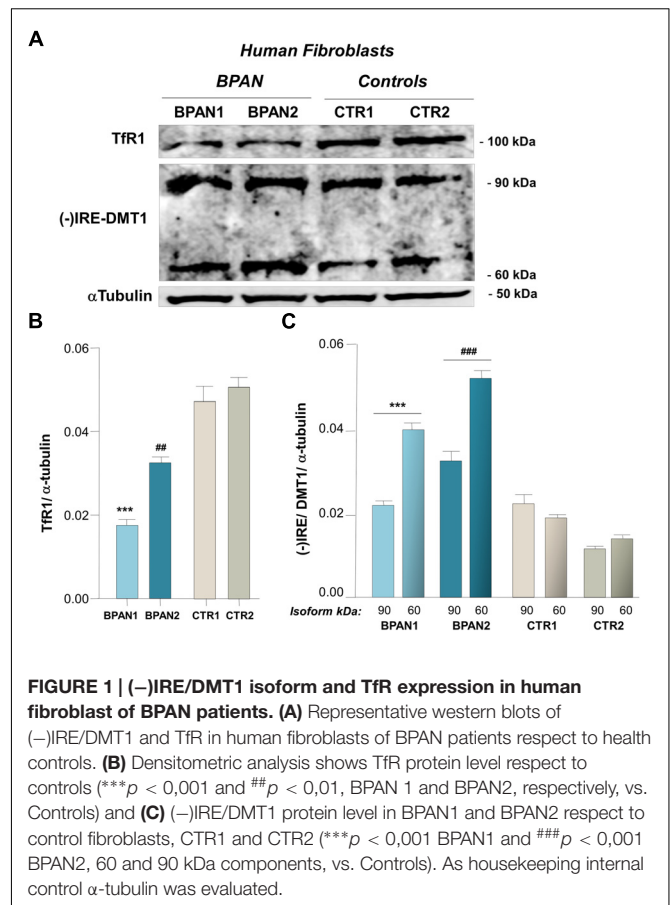 A
Human Fibroblasts
BPAN Controls
BPAN1 BPAN2 CTR1 CTR2
TfR1 - 100 kDa
- 90 kDa
(-)IRE-DMT1
- 60 kDa
αTubulin - 50 kDa
B
TfR1/ α-tubulin
0.06
0.04
0.02
0.00
***
##
BPAN1 BPAN2 CTR1 CTR2
C
(-)IRE/ DMT1/ α-tubulin
0.06
0.04
0.02
0.00
***
###
Isoform kDa: 90 60 90 60 90 60 90 60
BPAN1 BPAN2 CTR1 CTR2
FIGURE 1 | (−)IRE/DMT1 isoform and TfR expression in human
fibroblast of BPAN patients. (A) Representative western blots of
(−)IRE/DMT1 and TfR in human fibroblasts of BPAN patients respect to health
controls. (B) Densitometric analysis shows TfR protein level respect to
controls (***p < 0,001 and ##p < 0,01, BPAN 1 and BPAN2, respectively, vs.
Controls) and (C) (−)IRE/DMT1 protein level in BPAN1 and BPAN2 respect to
control fibroblasts, CTR1 and CTR2 (***p < 0,001 BPAN1 and ###p < 0,001
BPAN2, 60 and 90 kDa components, vs. Controls). As housekeeping internal
control α-tubulin was evaluated.